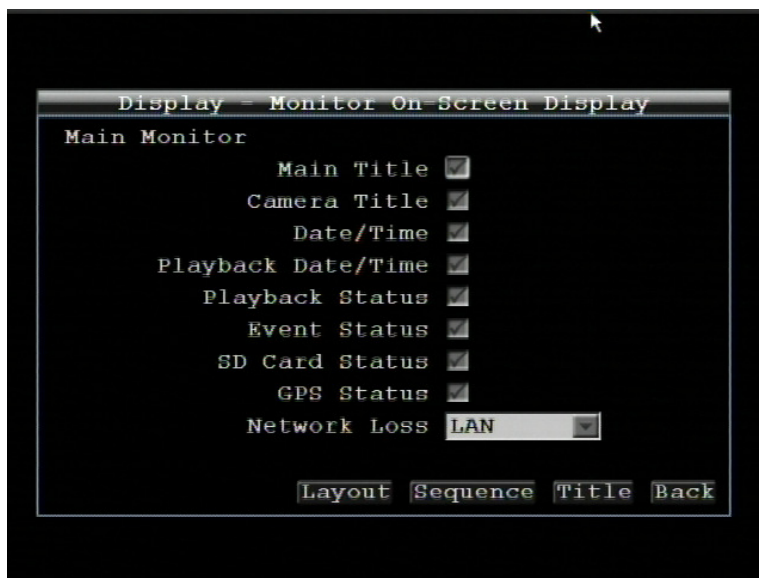 Display - Monitor On-Screen Display
Main Monitor
Main Title
Camera Title
Date/Time
Playback Date/Time
Playback Status
Event Status
SD Card Status
GPS Status
Network Loss LAN
Layout Sequence Title Back